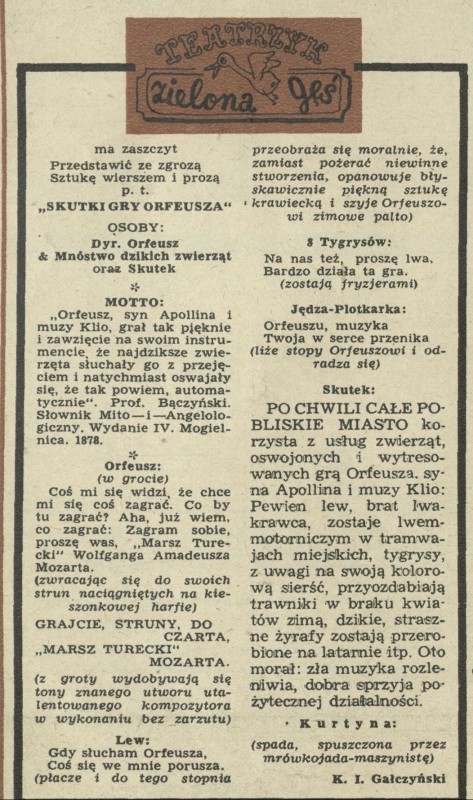 TEATRZYK
zielona Gęś
ma zaszczyt
Przedstawić ze zgrozą
Sztukę wierszem i prozą
p. t.
„SKUTKI GRY ORFEUSZA“
OSOBY:
Dyr. Orfeusz
& Mnóstwo dzikich zwierząt
oraz Skutek
*
MOTTO:
„Orfeusz, syn Apollina i
muzy Klio, grał tak pięknie
i zawzięcie na swoim instru-
mencie, że najdziksze zwie-
rzęta słuchały go z przeję-
ciem i natychmiast oswajały
się, że tak powiem, automa-
tycznie“. Prof. Bączyński.
Słownik Mito—i—Angelolo-
giczny. Wydanie IV. Mogiel-
nica. 1878.
*
Orfeusz:
(w grocie)
Coś mi się widzi, że chce
mi się coś zagrać. Co by
tu zagrać? Aha, już wiem,
co zagrać: Zagram sobie,
proszę was, „Marsz Ture-
cki“ Wolfganga Amadeusza
Mozarta.
(zwracając się do swoich
strun naciągniętych na kie-
szonkowej harfie)
GRAJCIE, STRUNY, DO
CZARTA,
„MARSZ TURECKI“
MOZARTA.
(z groty wydobywają się
tony znanego utworu uta-
lentowanego kompozytora
w wykonaniu bez zarzutu)
Lew:
Gdy słucham Orfeusza,
Coś się we mnie porusza.
(płacze i do tego stopnia
przeobraża się moralnie, że,
zamiast pożerać niewinne
stworzenia, opanowuje bły-
skawicznie piękną sztukę
krawiecką i szyje Orfeuszo-
wi zimowe palto)
8 Tygrysów:
Na nas też, proszę lwa,
Bardzo działa ta gra.
(zostają fryzjerami)
Jędza-Plotkarka:
Orfeuszu, muzyka
Twoja w serce przenika
(liże stopy Orfeuszowi i od-
radza się)
Skutek:
PO CHWILI CAŁE PO-
BLISKIE MIASTO ko-
rzysta z usług zwierząt,
oswojonych i wytreso-
wanych grą Orfeusza, sy-
na Apollina i muzy Klio:
Pewien lew, brat lwa-
krawca, zostaje lwem-
motorniczym w tramwa-
jach miejskich, tygrysy,
z uwagi na swoją koloro-
wą sierść, przyozdabiają
trawniki w braku kwia-
tów zimą, dzikie, strasz-
ne żyrafy zostają przero-
bione na latarnie itp. Oto
morał: zła muzyka rozle-
niwia, dobra sprzyja po-
żytecznej działalności.
Kurtyna:
(spada, spuszczona przez
mrówkojada-maszynistę)
K. I. Gałczyński